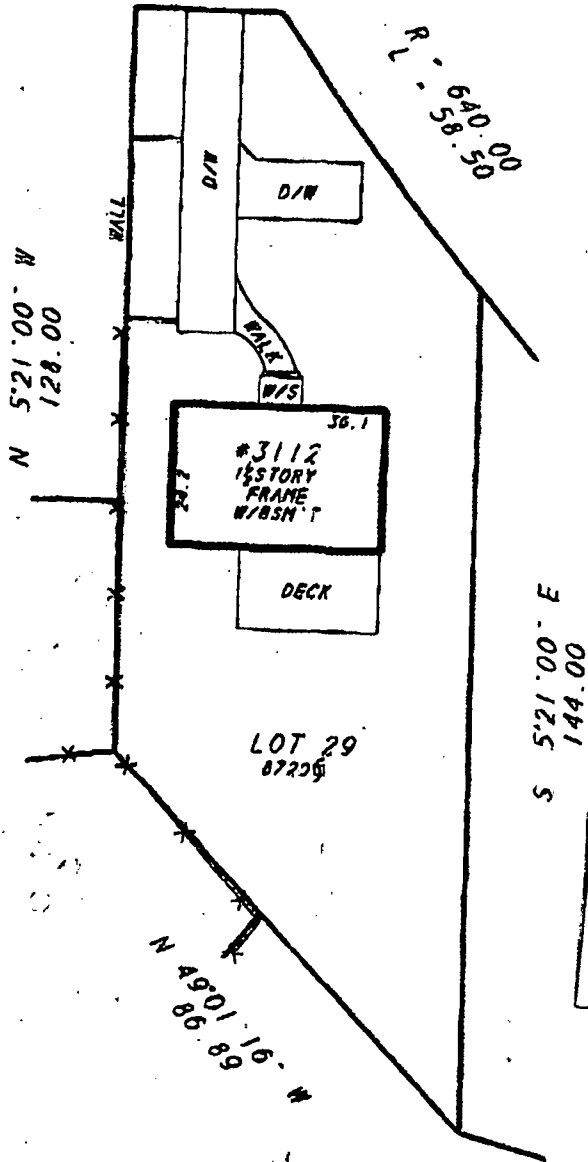 R = 640.00
L = 58.50
D/W
D/W
WALL
N 5°21'00" W
128.00
WALK
W/S
36.1
#3112
1½ STORY
FRAME
W/BSM'T
DECK
LOT 29
S 5°21'00" E
144.00
N 49°01'16" W
86.89